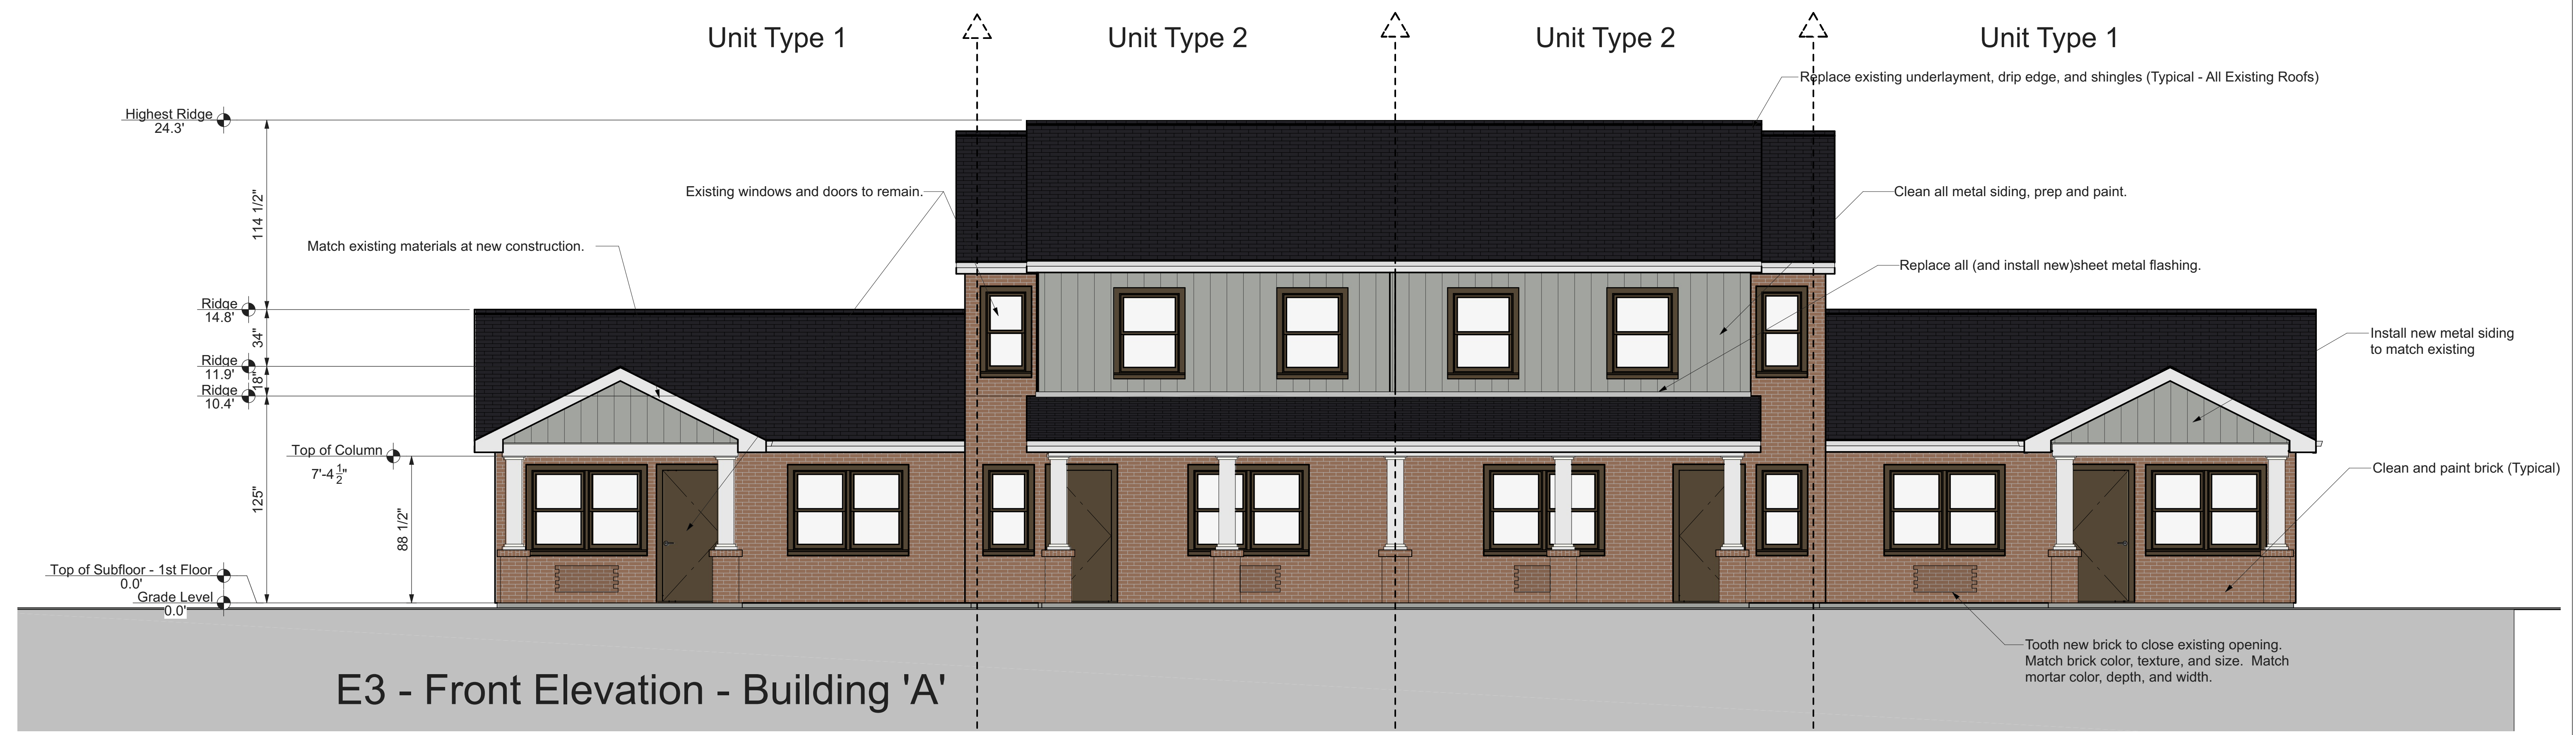 Unit Type 1
Unit Type 2
Unit Type 2
Unit Type 1
Replace existing underlayment, drip edge, and shingles (Typical - All Existing Roofs)
Highest Ridge
24.3'
114 1/2"
Existing windows and doors to remain.
Clean all metal siding, prep and paint.
Match existing materials at new construction.
Replace all (and install new)sheet metal flashing.
Ridge
14.8'
34"
Install new metal siding
to match existing
Ridge
11.9'
18"
Ridge
10.4'
Top of Column
7'-4 1/2"
Clean and paint brick (Typical)
125"
88 1/2"
Top of Subfloor - 1st Floor
0.0'
Grade Level
0.0'
Tooth new brick to close existing opening.
Match brick color, texture, and size.  Match
mortar color, depth, and width.
E3 - Front Elevation - Building 'A'